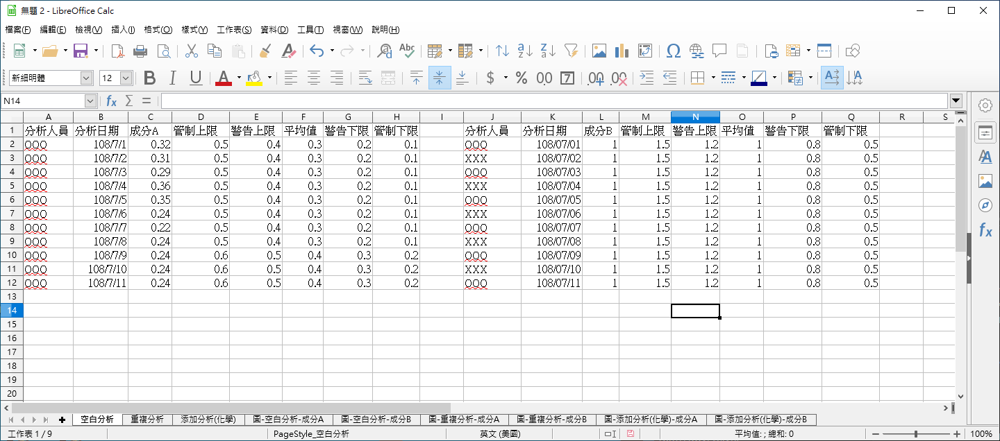 無題 2 - LibreOffice Calc
檔案(F) 編輯(E) 檢視(V) 插入(I) 格式(O) 樣式(Y) 工作表(S) 資料(D) 工具(T) 視窗(W) 說明(H)
新細明體 12 B I U A $ % 0.0 7 .00 .00
N14 fx Σ =
A B C D E F G H I J K L M N O P Q R S
1 分析人員 分析日期 成分A 管制上限 警告上限 平均值 警告下限 管制下限 分析人員 分析日期 成分B 管制上限 警告上限 平均值 警告下限 管制下限
2 QQQ 108/7/1 0.32 0.5 0.4 0.3 0.2 0.1 QQQ 108/07/01 1 1.5 1.2 1 0.8 0.5
3 QQQ 108/7/2 0.31 0.5 0.4 0.3 0.2 0.1 XXX 108/07/02 1 1.5 1.2 1 0.8 0.5
4 QQQ 108/7/3 0.29 0.5 0.4 0.3 0.2 0.1 QQQ 108/07/03 1 1.5 1.2 1 0.8 0.5
5 QQQ 108/7/4 0.36 0.5 0.4 0.3 0.2 0.1 XXX 108/07/04 1 1.5 1.2 1 0.8 0.5
6 QQQ 108/7/5 0.35 0.5 0.4 0.3 0.2 0.1 QQQ 108/07/05 1 1.5 1.2 1 0.8 0.5
7 QQQ 108/7/6 0.24 0.5 0.4 0.3 0.2 0.1 XXX 108/07/06 1 1.5 1.2 1 0.8 0.5
8 QQQ 108/7/7 0.22 0.5 0.4 0.3 0.2 0.1 QQQ 108/07/07 1 1.5 1.2 1 0.8 0.5
9 QQQ 108/7/8 0.24 0.5 0.4 0.3 0.2 0.1 XXX 108/07/08 1 1.5 1.2 1 0.8 0.5
10 QQQ 108/7/9 0.24 0.6 0.5 0.4 0.3 0.2 QQQ 108/07/09 1 1.5 1.2 1 0.8 0.5
11 QQQ 108/7/10 0.24 0.6 0.5 0.4 0.3 0.2 XXX 108/07/10 1 1.5 1.2 1 0.8 0.5
12 QQQ 108/7/11 0.24 0.6 0.5 0.4 0.3 0.2 QQQ 108/07/11 1 1.5 1.2 1 0.8 0.5
13
14
15
16
17
18
19
20
空白分析 重複分析 添加分析(化學) 圖-空白分析-成分A 圖-空白分析-成分B 圖-重複分析-成分A 圖-重複分析-成分B 圖-添加分析(化學)-成分A 圖-添加分析(化學)-成分B
工作表 1 / 9 PageStyle_空白分析 英文 (美國) 平均值: ; 總和: 0 100%